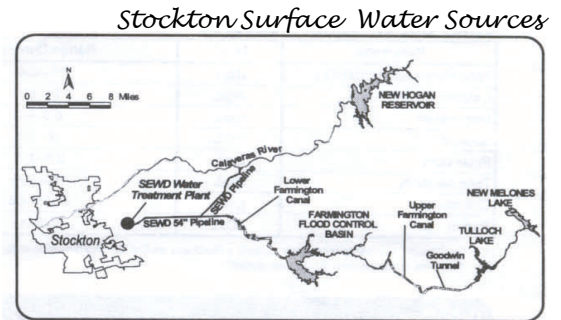 Stockton Surface Water Sources
N
0 2 4 6 8 Miles
NEW HOGAN
RESERVOIR
Calaveras River
SEWD Water
Treatment Plant
SEWD Pipeline
Lower
Farmington
Canal
SEWD 54" Pipeline
Stockton
FARMINGTON
FLOOD CONTROL
BASIN
Upper
Farmington
Canal
NEW MELONES
LAKE
TULLOCH
LAKE
Goodwin
Tunnel